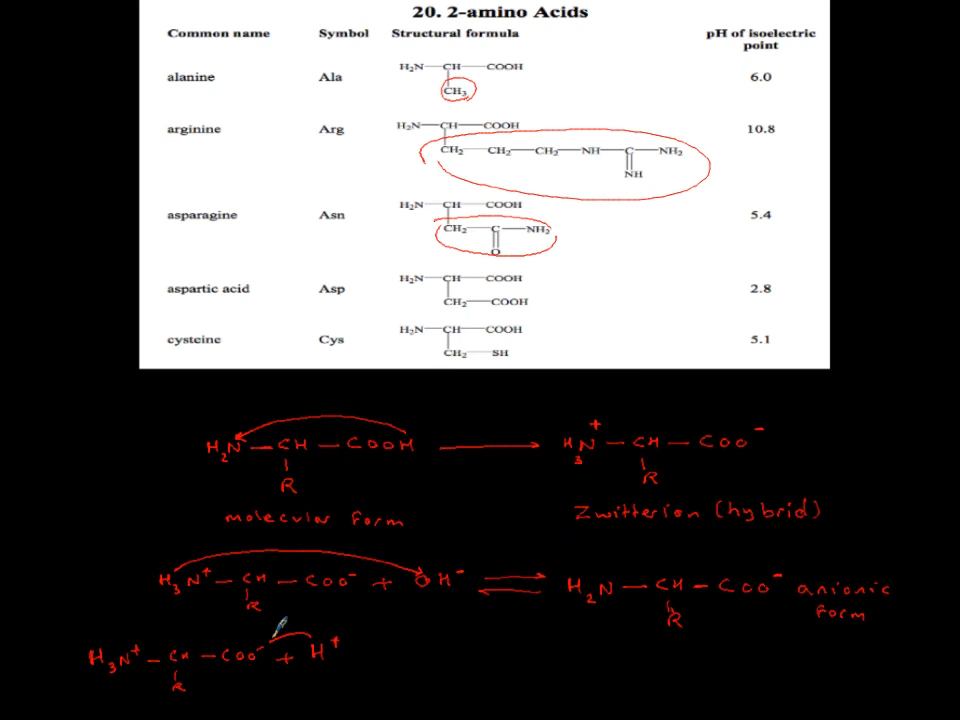 20. 2-amino Acids
Common name Symbol Structural formula pH of isoelectric point
H₂N—CH—COOH
alanine Ala 6.0
CH₃
H₂N—CH—COOH
arginine Arg 10.8
CH₂—CH₂—CH₂—NH—C—NH₂
NH
H₂N—CH—COOH
asparagine Asn 5.4
CH₂—C—NH₂
O
H₂N—CH—COOH
aspartic acid Asp 2.8
CH₂—COOH
H₂N—CH—COOH
cysteine Cys 5.1
CH₂—SH
H₂N—CH—COOH → H₃N⁺—CH—COO⁻
R R
molecular form Zwitterion (hybrid)
H₃N⁺—CH—COO⁻ + OH⁻ ⇌ H₂N—CH—COO⁻ anionic form
R R
H₃N⁺—CH—COO⁻ + H⁺
R